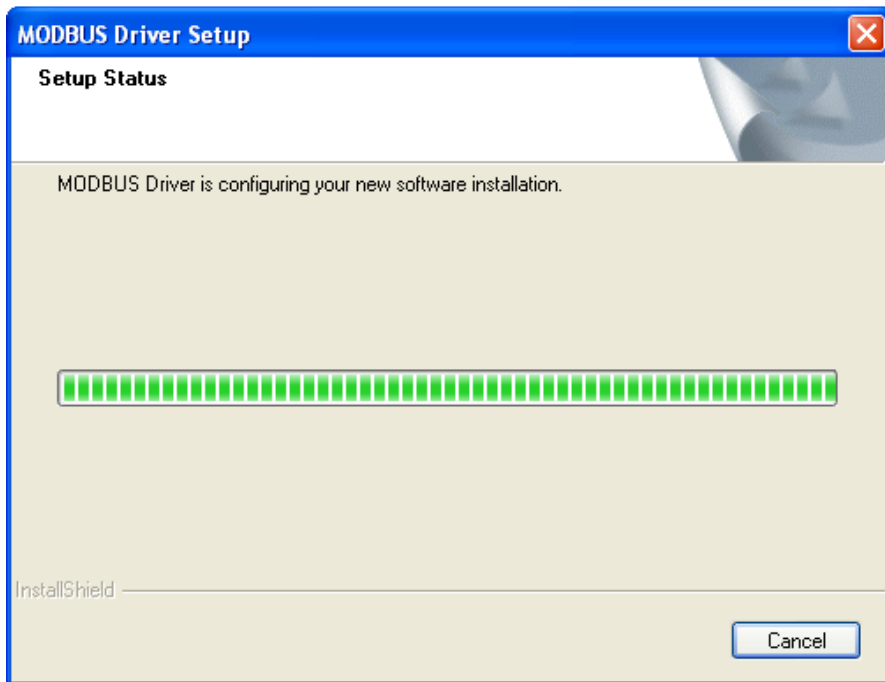 MODBUS Driver Setup
Setup Status
MODBUS Driver is configuring your new software installation.
InstallShield
Cancel